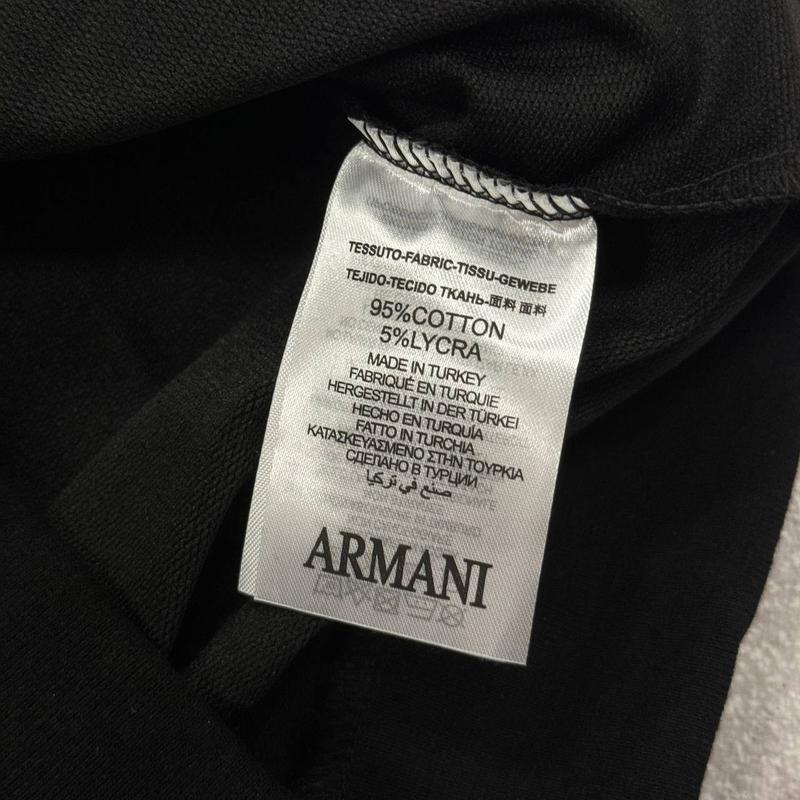 TESSUTO-FABRIC-TISSU-GEWEBE
TEJIDO-TECIDO ТКАНЬ-面料 面料
95%COTTON
5%LYCRA
MADE IN TURKEY
FABRIQUÉ EN TURQUIE
HERGESTELLT IN DER TÜRKEI
HECHO EN TURQUÍA
FATTO IN TURCHIA
ΚΑΤΑΣΚΕΥΑΣΜΕΝΟ ΣΤΗΝ ΤΟΥΡΚΙΑ
СДЕЛАНО В ТУРЦИИ
صنع في تركيا
ARMANI